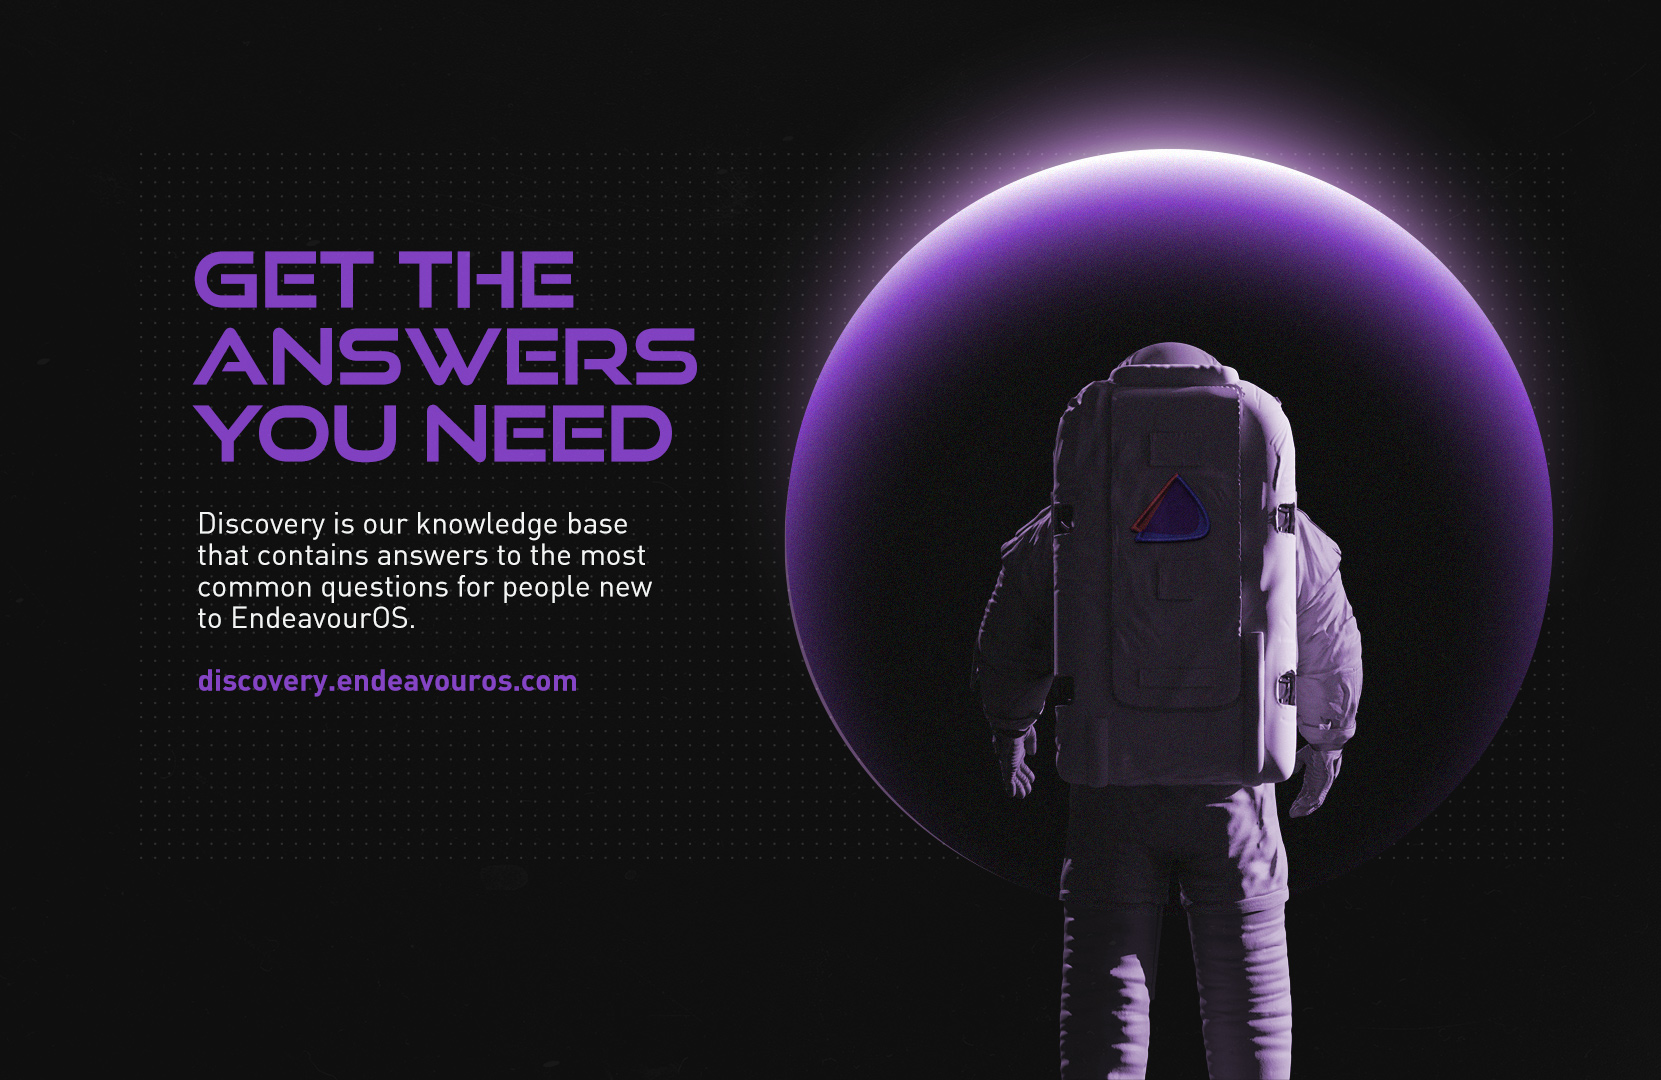 GET THE
ANSWERS
YOU NEED
Discovery is our knowledge base
that contains answers to the most
common questions for people new
to EndeavourOS.
discovery.endeavouros.com